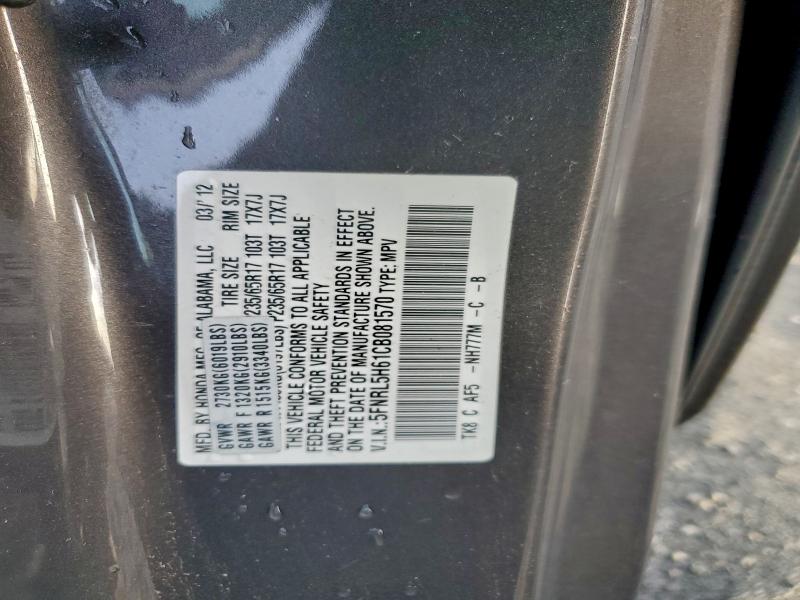 MFD. BY HONDA MFG. OF ALABAMA, LLC 03/'12
GVWR 2730KG(6019LBS) TIRE SIZE RIM SIZE
GAWR F 1320KG(2910LBS) P235/65R17 103T 17X7J
GAWR R 1515KG(3340LBS) P235/65R17 103T 17X7J
THIS VEHICLE CONFORMS TO ALL APPLICABLE
FEDERAL MOTOR VEHICLE SAFETY
AND THEFT PREVENTION STANDARDS IN EFFECT
ON THE DATE OF MANUFACTURE SHOWN ABOVE.
V.I.N.:5FNRL5H61CB081570 TYPE: MPV
TK8 C AF5 -NH777M -C -B